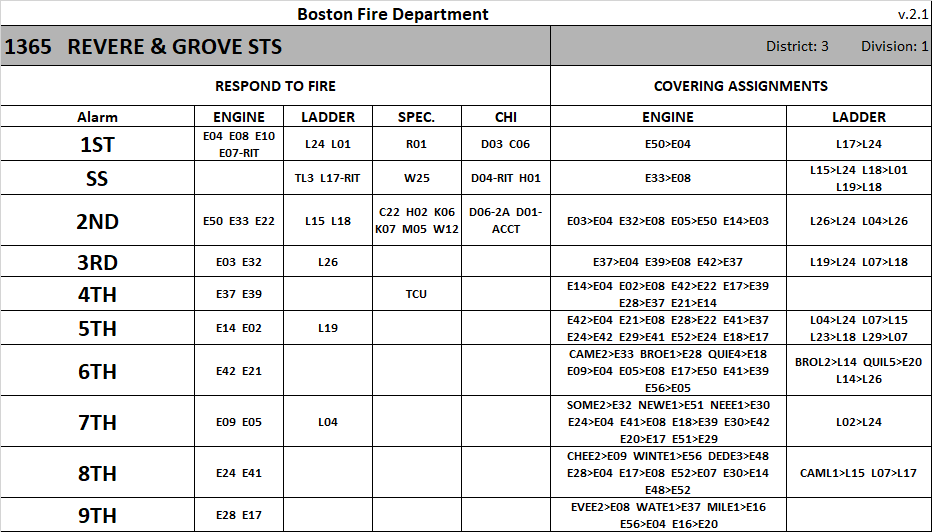 Boston Fire Department v.2.1
1365 REVERE & GROVE STS District: 3 Division: 1
RESPOND TO FIRE COVERING ASSIGNMENTS
Alarm ENGINE LADDER SPEC. CHI ENGINE LADDER
1ST E04 E08 E10 E07-RIT L24 L01 R01 D03 C06 E50>E04 L17>L24
SS TL3 L17-RIT W25 D04-RIT H01 E33>E08 L15>L24 L18>L01 L19>L18
2ND E50 E33 E22 L15 L18 C22 H02 K06 K07 M05 W12 D06-2A D01-ACCT E03>E04 E32>E08 E05>E50 E14>E03 L26>L24 L04>L26
3RD E03 E32 L26 E37>E04 E39>E08 E42>E37 L19>L24 L07>L18
4TH E37 E39 TCU E14>E04 E02>E08 E42>E22 E17>E39 E28>E37 E21>E14
5TH E14 E02 L19 E42>E04 E21>E08 E28>E22 E41>E37 E24>E42 E29>E41 E52>E24 E18>E17 L04>L24 L07>L15 L23>L18 L29>L07
6TH E42 E21 CAME2>E33 BROE1>E28 QUIE4>E18 E09>E04 E05>E08 E17>E50 E41>E39 E56>E05 BROL2>L14 QUIL5>E20 L14>L26
7TH E09 E05 L04 SOME2>E32 NEWE1>E51 NEEE1>E30 E24>E04 E41>E08 E18>E39 E30>E42 E20>E17 E51>E29 L02>L24
8TH E24 E41 CHEE2>E09 WINTE1>E56 DEDE3>E48 E28>E04 E17>E08 E52>E07 E30>E14 E48>E52 CAML1>L15 L07>L17
9TH E28 E17 EVEE2>E08 WATE1>E37 MILE1>E16 E56>E04 E16>E20